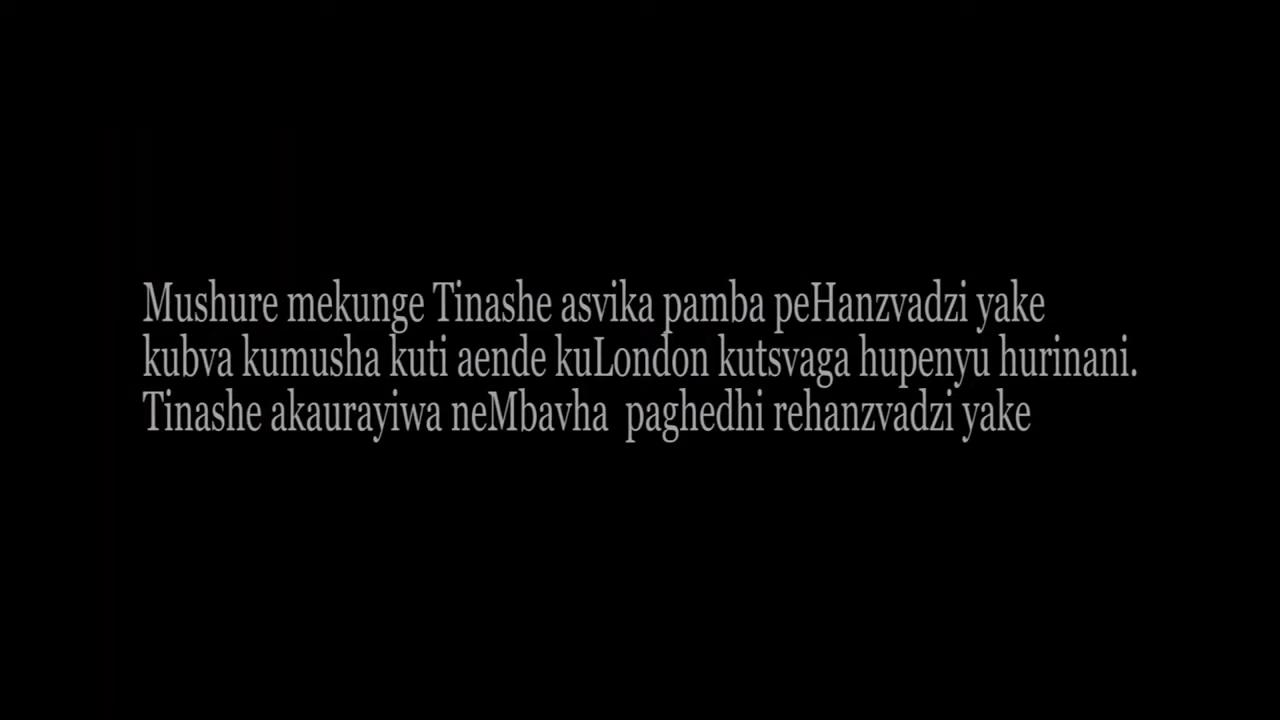 Mushure mekunge Tinashe asvika pamba peHanzvadzi yake
kubva kumusha kuti aende kuLondon kutsvaga hupenyu hurinani.
Tinashe akaurayiwa neMbavha paghedhi rehanzvadzi yake